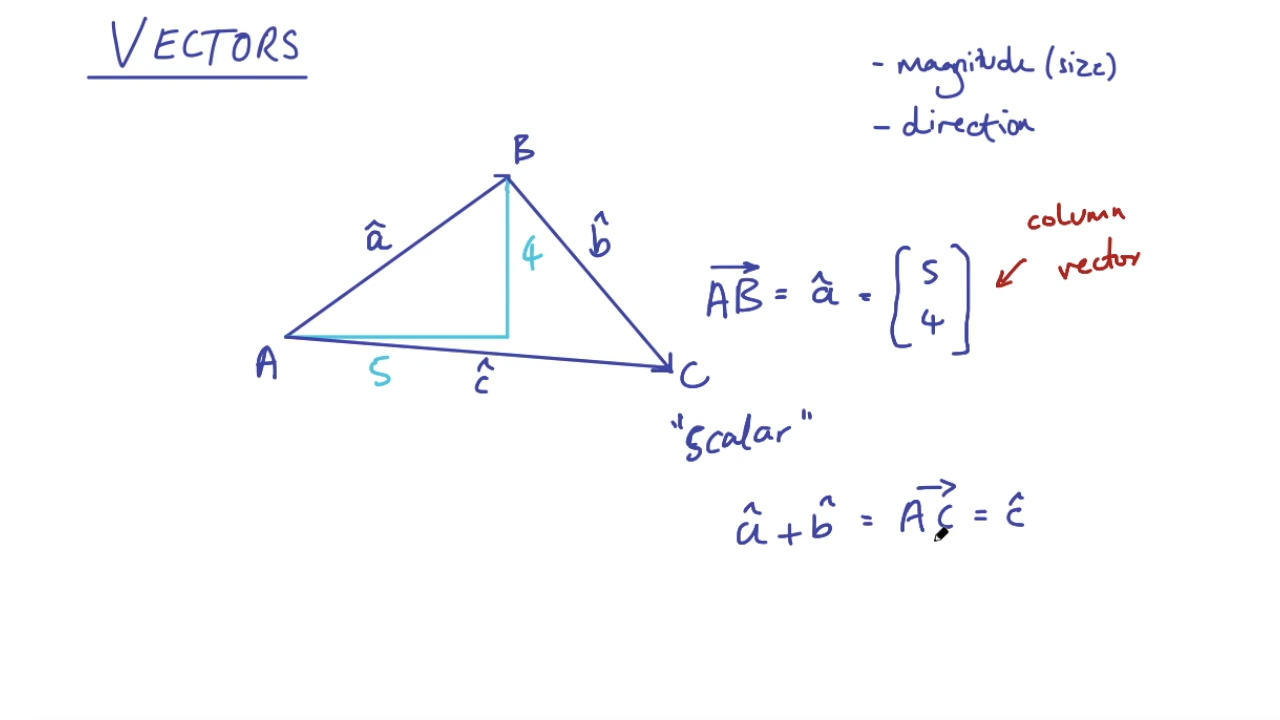 VECTORS
- magnitude (size)
- direction
B
â
b̂
4
column
vector
AB⃗ = â = [5
4]
A
5
ĉ
C
"scalar"
â + b̂ = AC⃗ = ĉ